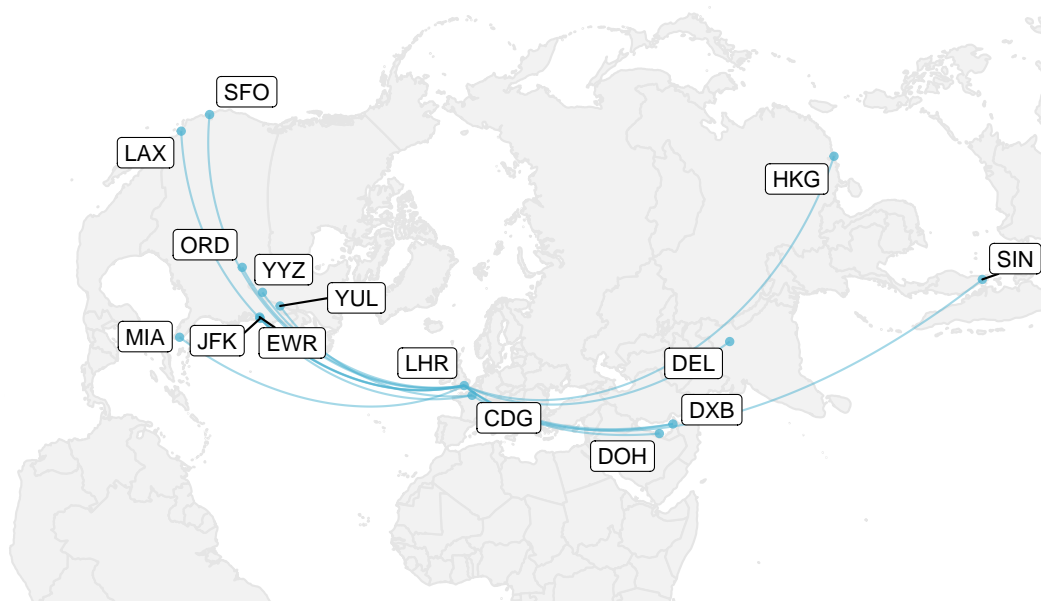 SFO
LAX
HKG
ORD
SIN
YYZ
YUL
MIA
JFK
EWR
LHR
DEL
CDG
DXB
DOH